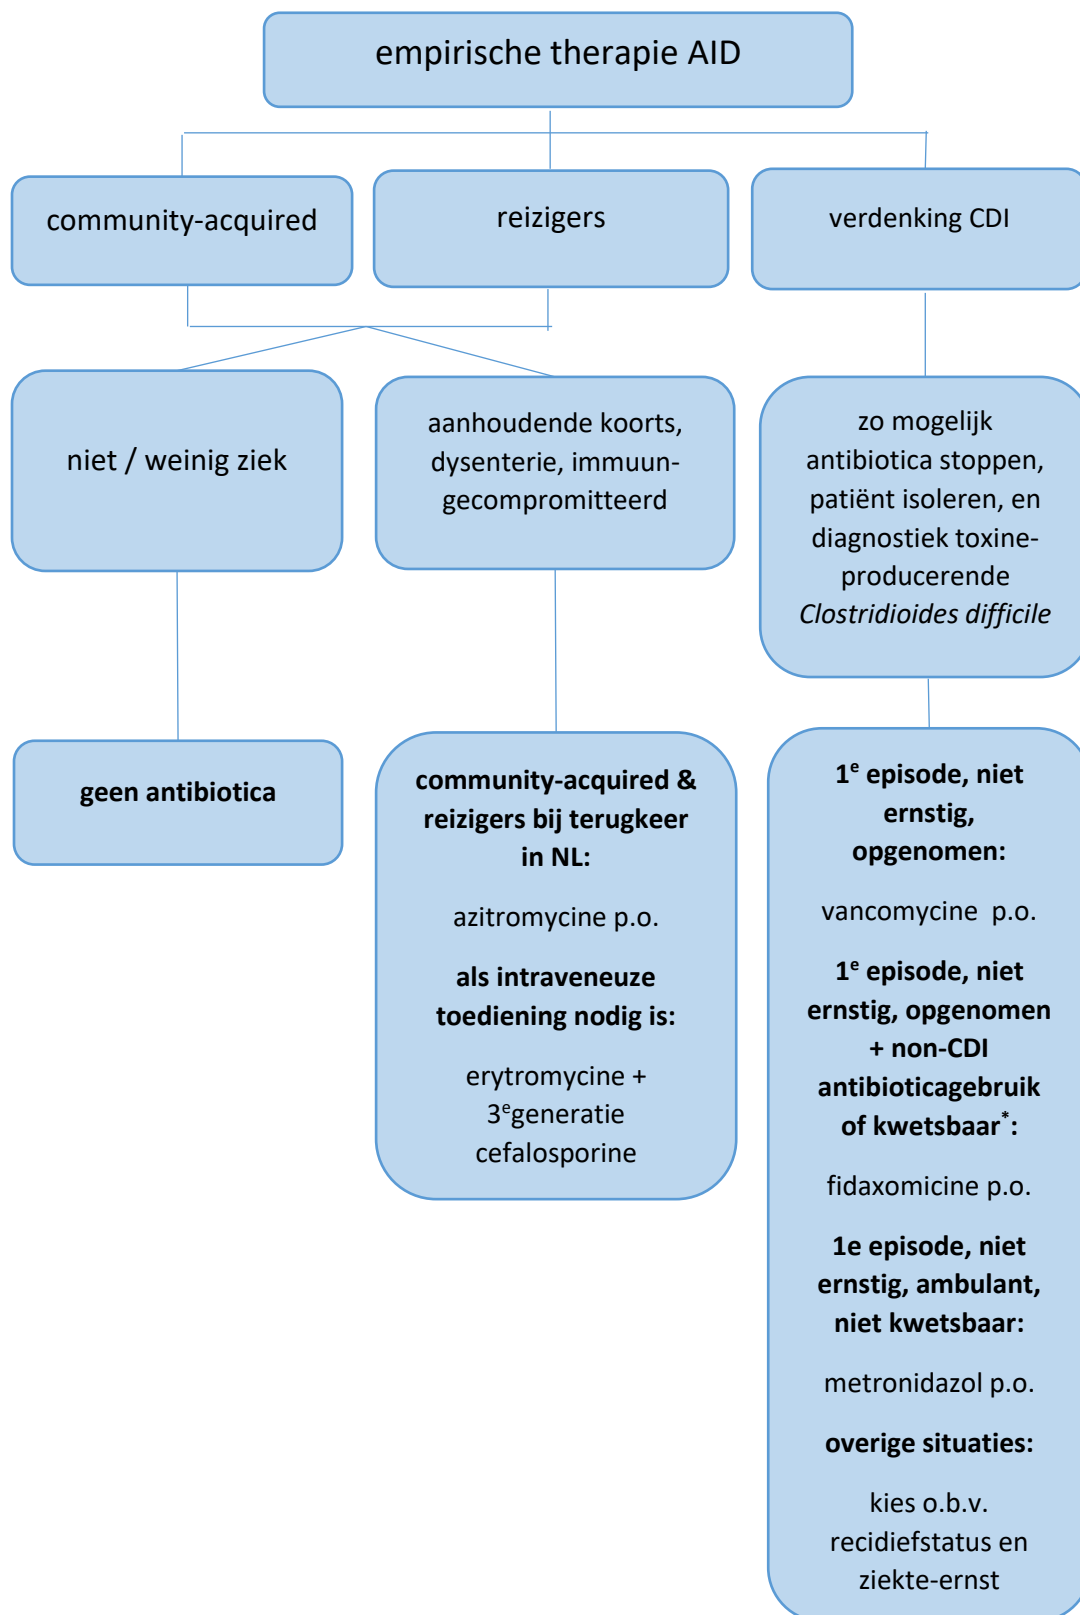 empirische therapie AID
community-acquired
reizigers
verdenking CDI
niet / weinig ziek
aanhoudende koorts,
dysenterie, immuun-
gecompromitteerd
zo mogelijk
antibiotica stoppen,
patiënt isoleren, en
diagnostiek toxine-
producerende
Clostridioides difficile
geen antibiotica
community-acquired &
reizigers bij terugkeer
in NL:
azitromycine p.o.
als intraveneuze
toediening nodig is:
erytromycine +
3ᵉgeneratie
cefalosporine
1ᵉ episode, niet
ernstig,
opgenomen:
vancomycine  p.o.
1ᵉ episode, niet
ernstig, opgenomen
+ non-CDI
antibioticagebruik
of kwetsbaar*:
fidaxomicine p.o.
1e episode, niet
ernstig, ambulant,
niet kwetsbaar:
metronidazol p.o.
overige situaties:
kies o.b.v.
recidiefstatus en
ziekte-ernst